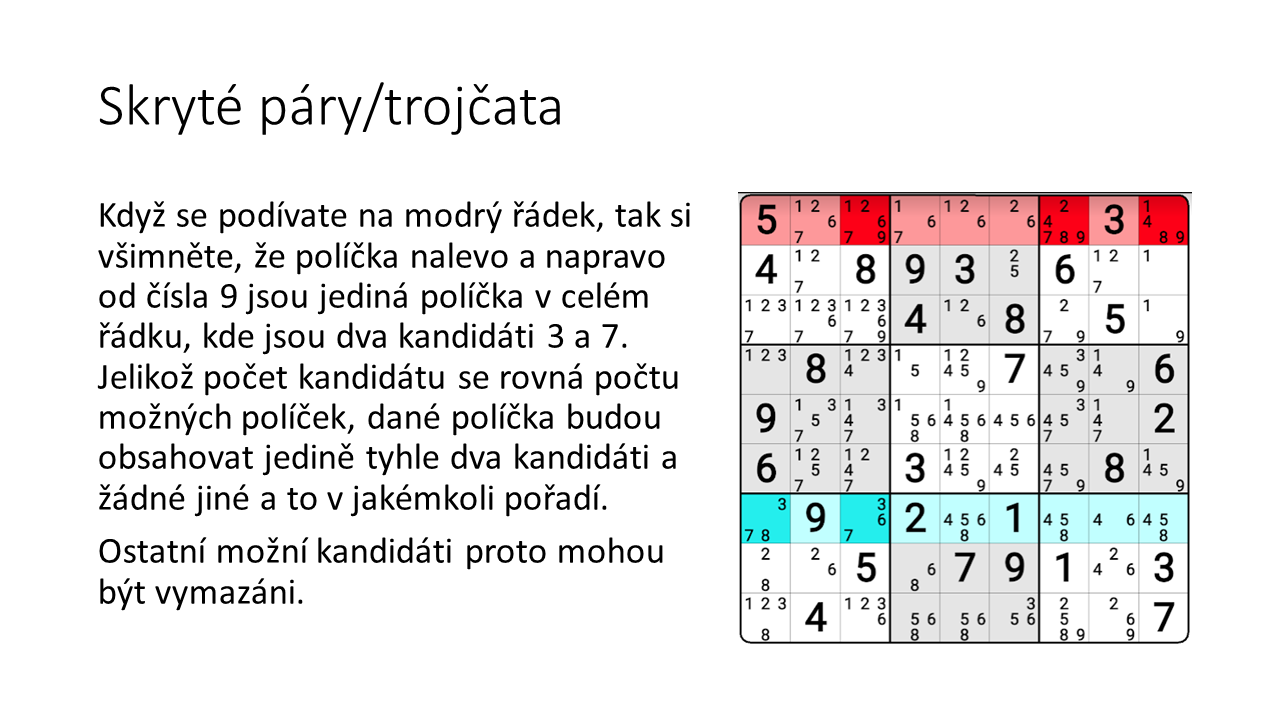 Skryté páry/trojčata
Když se podívate na modrý řádek, tak si
všimněte, že políčka nalevo a napravo
od čísla 9 jsou jediná políčka v celém
řádku, kde jsou dva kandidáti 3 a 7.
Jelikož počet kandidátu se rovná počtu
možných políček, dané políčka budou
obsahovat jedině tyhle dva kandidáti a
žádné jiné a to v jakémkoli pořadí.
Ostatní možní kandidáti proto mohou
být vymazáni.
5 1 2 6 7 1 2 6 7 9 1 6 7 1 2 6 2 6 2 4 7 8 9 3 1 4 8 9
4 1 2 7 8 9 3 2 5 6 1 2 7 1
1 2 3 7 1 2 3 6 7 1 2 3 6 7 9 4 1 2 6 8 2 7 9 5 1 9
1 2 3 8 1 2 3 4 1 5 1 2 4 5 9 7 3 4 5 9 1 4 9 6
9 1 3 5 7 1 3 4 7 1 5 6 8 1 4 5 6 8 4 5 6 3 4 5 7 1 4 7 2
6 1 2 5 7 1 2 4 7 3 1 2 4 5 9 2 4 5 4 5 7 9 8 1 4 5 9
3 7 8 9 3 6 7 2 4 5 6 8 1 4 5 8 4 6 4 5 8
2 8 2 6 5 6 8 7 9 1 2 4 6 3
1 2 3 8 4 1 2 3 6 5 6 8 5 6 8 3 5 6 2 5 8 9 2 6 9 7